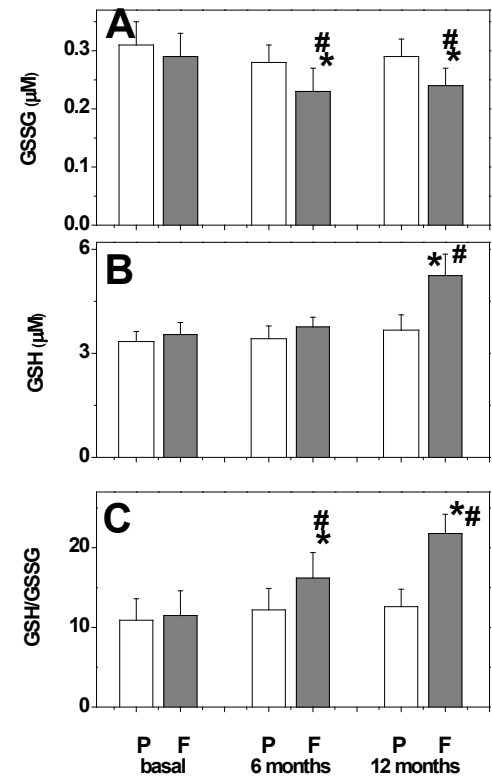 A
GSSG (µM)
0.3
0.2
0.1
0.0
#
*
#
*
B
GSH (µM)
6
3
0
* #
C
GSH/GSSG
20
10
0
#
*
*#
P F P F P F
basal 6 months 12 months